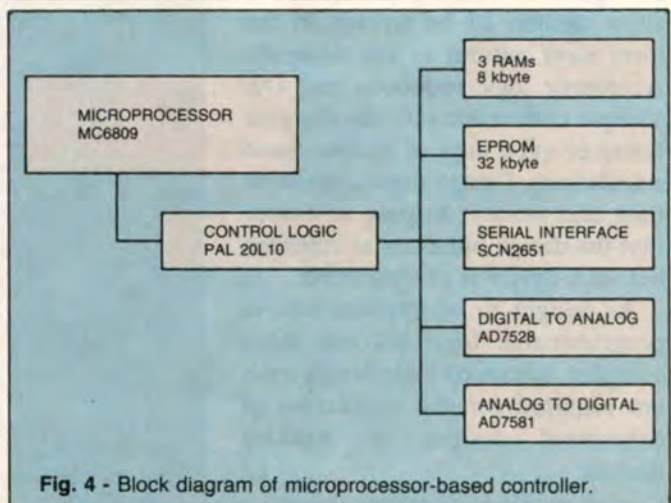 MICROPROCESSOR
MC6809
CONTROL LOGIC
PAL 20L10
3 RAMs
8 kbyte
EPROM
32 kbyte
SERIAL INTERFACE
SCN2651
DIGITAL TO ANALOG
AD7528
ANALOG TO DIGITAL
AD7581
Fig. 4 - Block diagram of microprocessor-based controller.